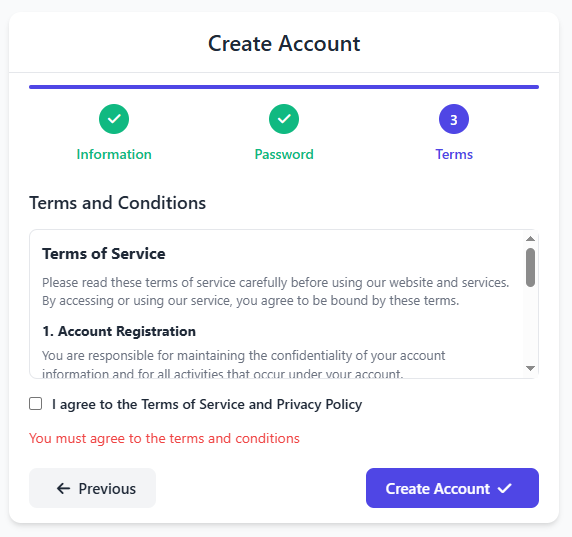 Create Account
3
Information
Password
Terms
Terms and Conditions
Terms of Service
Please read these terms of service carefully before using our website and services.
By accessing or using our service, you agree to be bound by these terms.
1. Account Registration
You are responsible for maintaining the confidentiality of your account
information and for all activities that occur under your account.
I agree to the Terms of Service and Privacy Policy
You must agree to the terms and conditions
Previous
Create Account